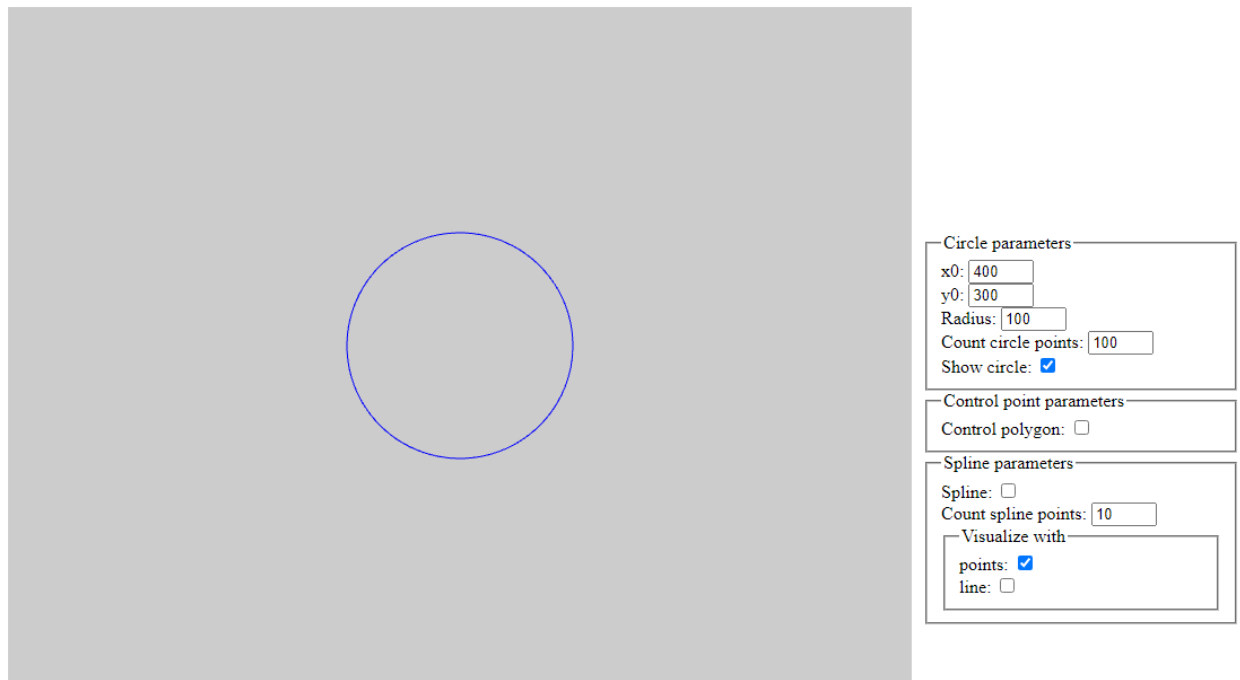 Circle parameters
x0: 400
y0: 300
Radius: 100
Count circle points: 100
Show circle:
Control point parameters
Control polygon:
Spline parameters
Spline:
Count spline points: 10
Visualize with
points:
line: